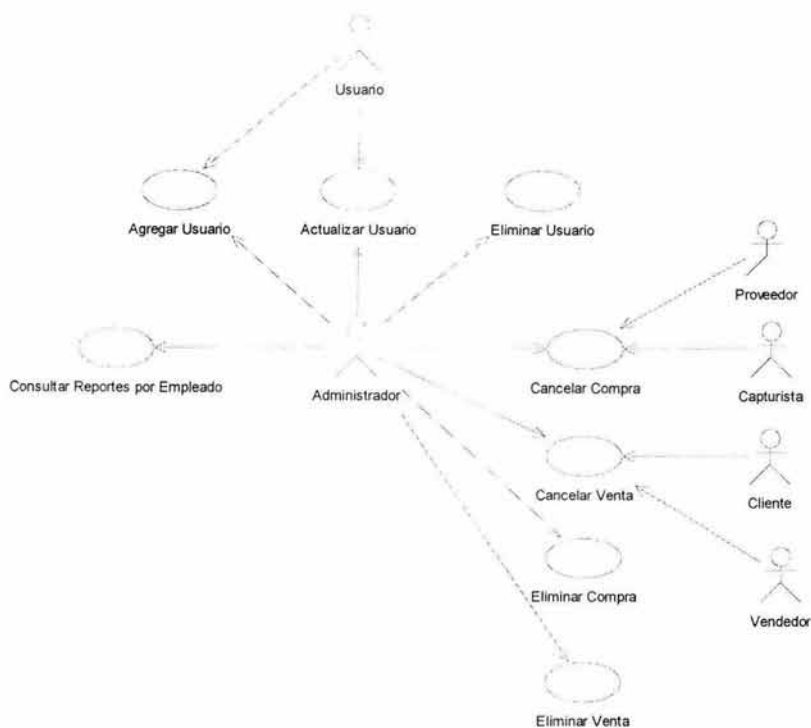 Usuario
Agregar Usuario
Actualizar Usuario
Eliminar Usuario
Proveedor
Consultar Reportes por Empleado
Administrador
Cancelar Compra
Capturista
Cancelar Venta
Cliente
Eliminar Compra
Vendedor
Eliminar Venta